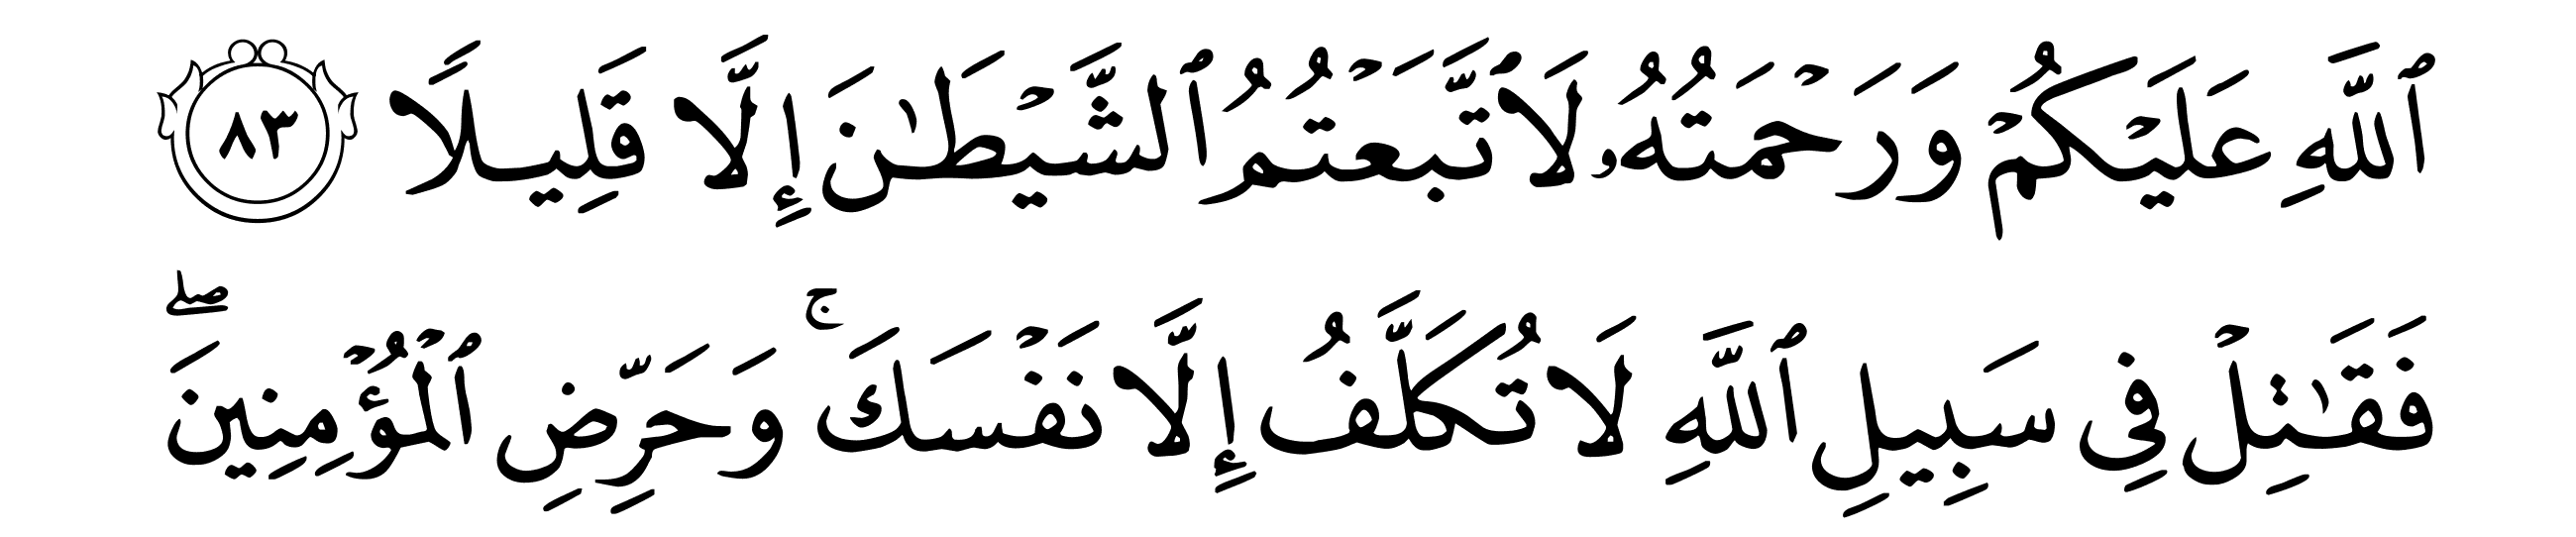 ٱللَّهِ عَلَيۡكُمۡ وَرَحۡمَتُهُۥ لَٱتَّبَعۡتُمُ ٱلشَّيۡطَٰنَ إِلَّا قَلِيلٗا ٨٣
فَقَٰتِلۡ فِي سَبِيلِ ٱللَّهِ لَا تُكَلَّفُ إِلَّا نَفۡسَكَۚ وَحَرِّضِ ٱلۡمُؤۡمِنِينَۖ